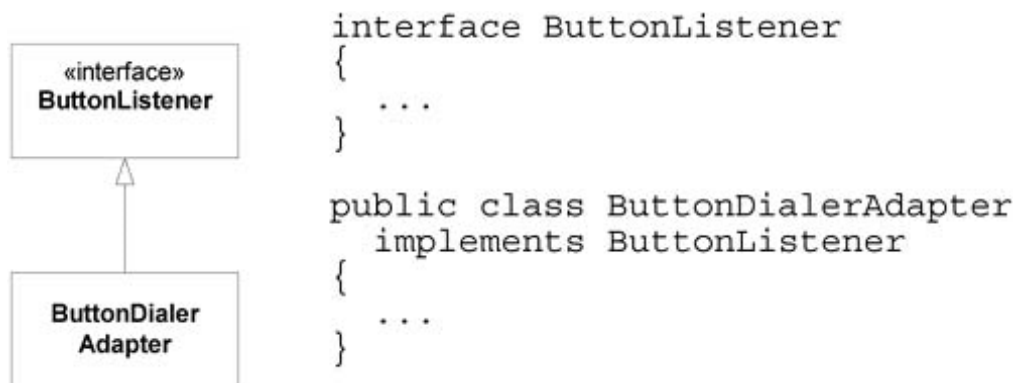 «interface»
ButtonListener
ButtonDialer
Adapter
interface ButtonListener
{
...
}
public class ButtonDialerAdapter
implements ButtonListener
{
...
}